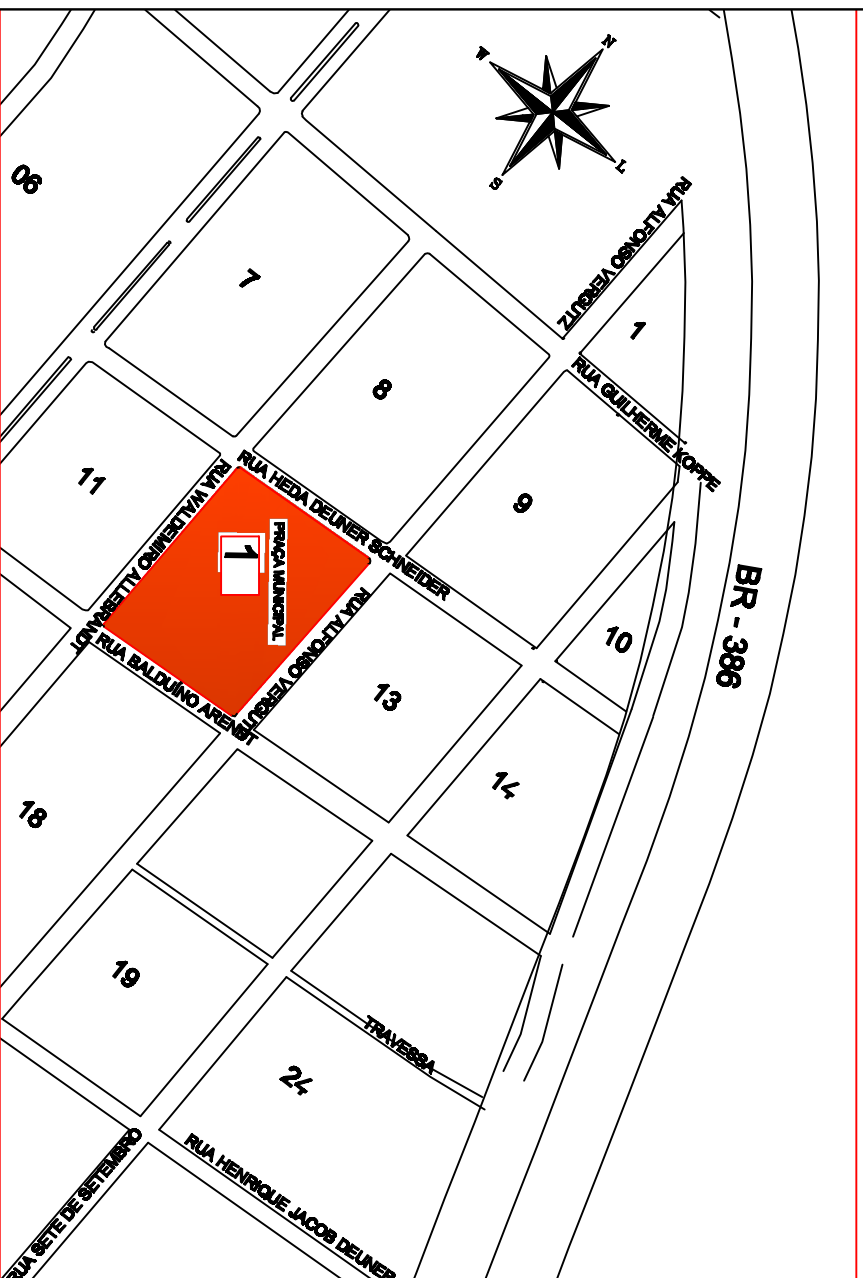 N
W
L
S
06
RUA ALFONSO VERGUTZ
7
1
8
RUA GUILHERME KOPPE
11
9
RUA HEDA DEUNER SCHNEIDER
RUA WALDEMIRO ALLEBRANDT
PRAÇA MUNICIPAL
1
BR - 386
10
RUA ALFONSO VERGUTZ
RUA BALDUÍNO ARENDT
13
14
18
19
TRAVESSA
24
RUA SETE DE SETEMBRO
RUA HENRIQUE JACOB DEUNER